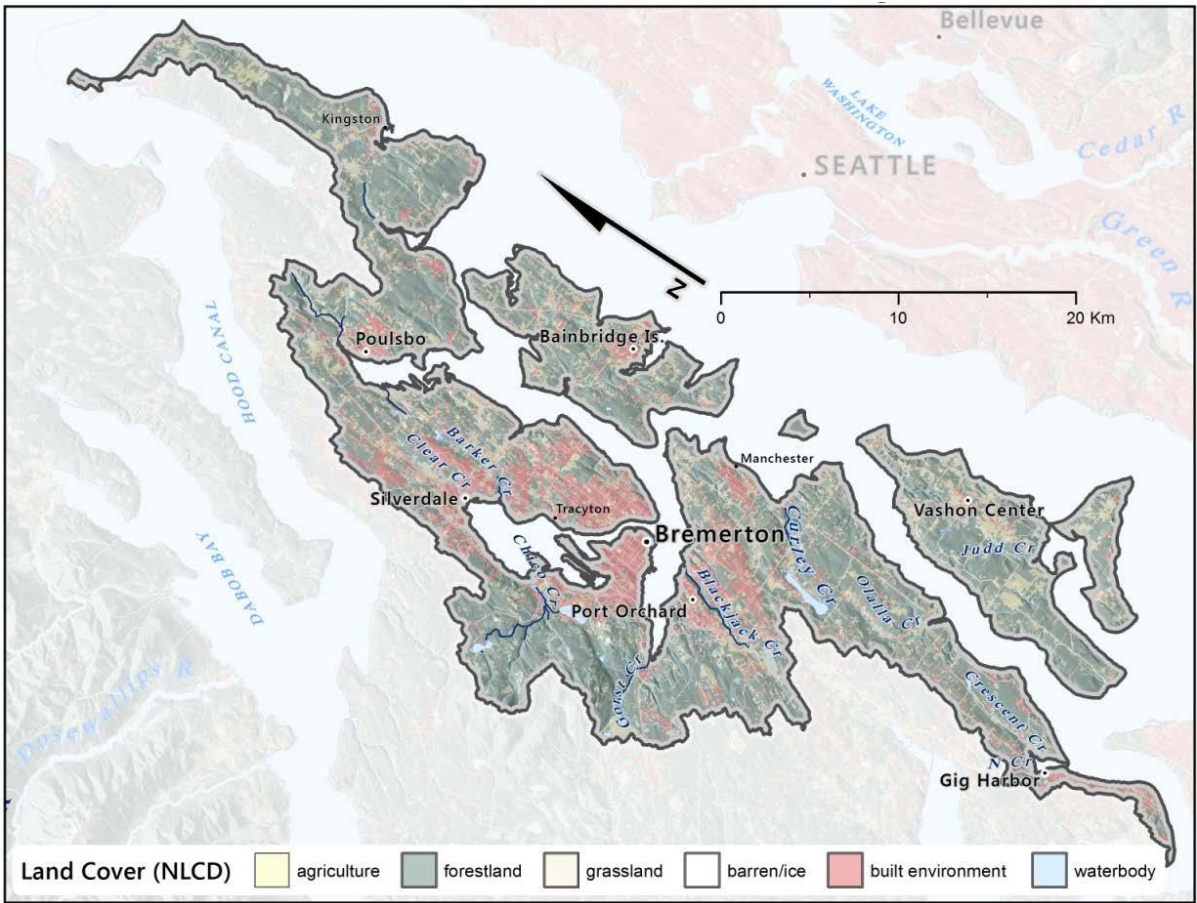 Bellevue
LAKE
WASHINGTON
Cedar R
Kingston
SEATTLE
Green R
N
0 10 20 Km
HOOD CANAL
Poulsbo
Bainbridge Is.
Barker Cr
Clear Cr
Manchester
Silverdale
Tracyton
Vashon Center
Bremerton
Curley Cr
Judd Cr
DABOB BAY
Chico Cr
Port Orchard
Blackjack Cr
Olalla Cr
Dosewallips R
Gorst Cr
Crescent Cr
N Cr
Gig Harbor
Land Cover (NLCD) agriculture forestland grassland barren/ice built environment waterbody